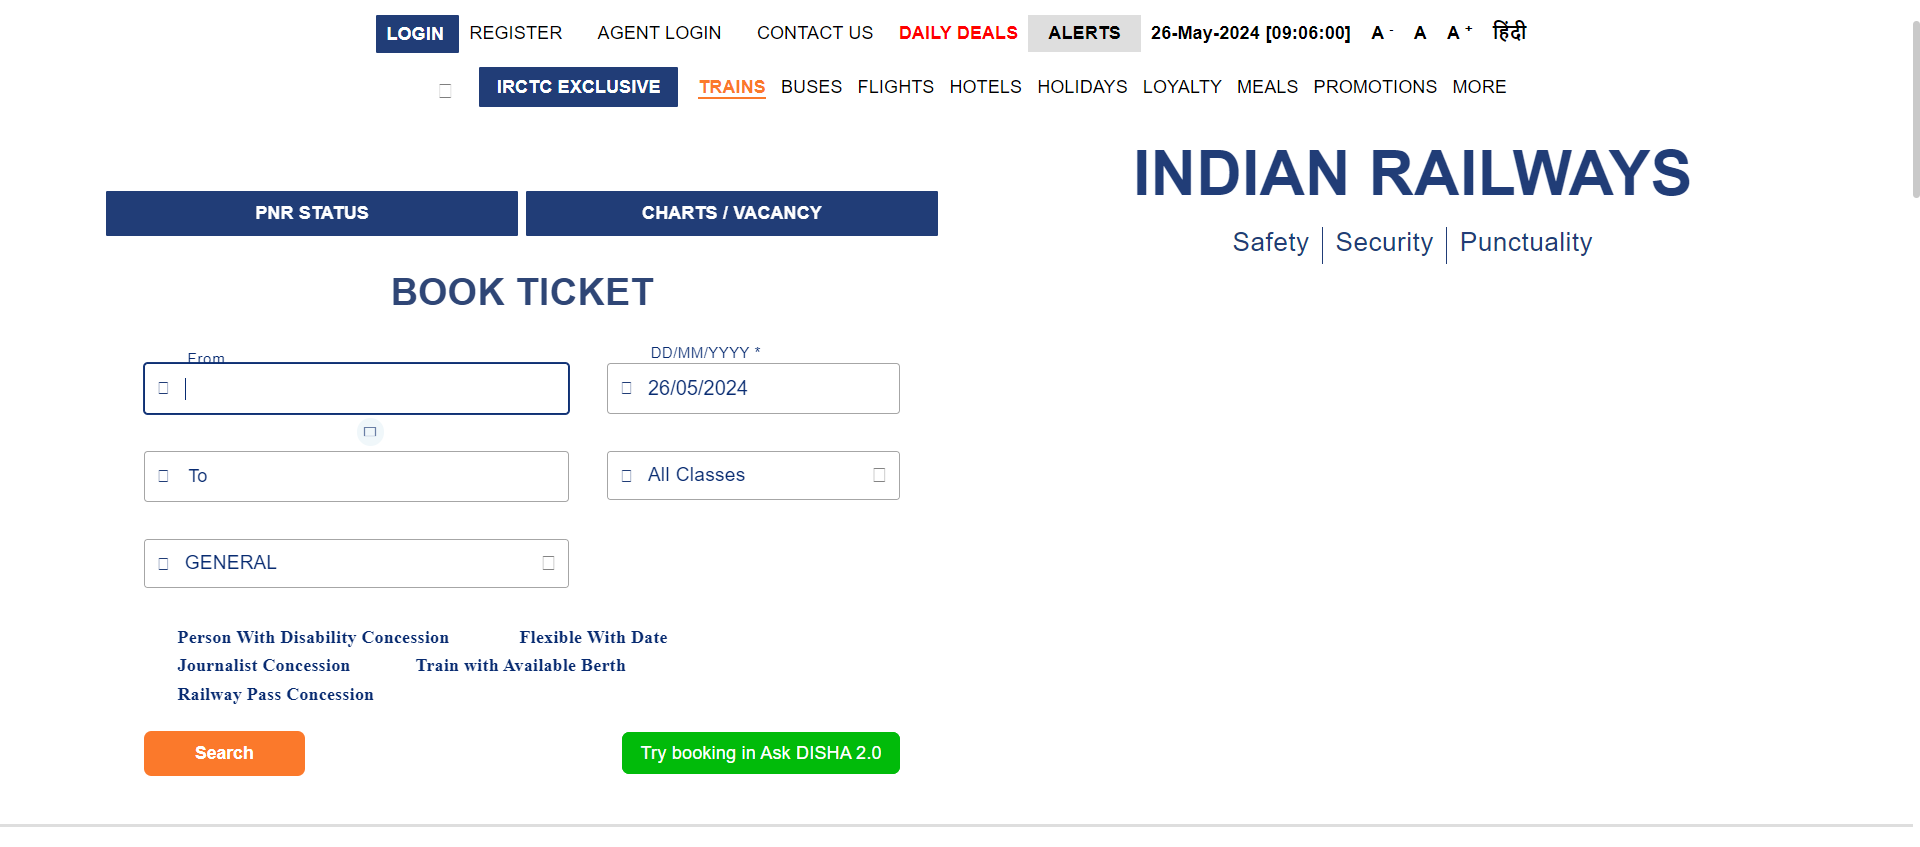 LOGIN REGISTER AGENT LOGIN CONTACT US DAILY DEALS ALERTS 26-May-2024 [09:06:00] A - A A + हिंदी
IRCTC EXCLUSIVE TRAINS BUSES FLIGHTS HOTELS HOLIDAYS LOYALTY MEALS PROMOTIONS MORE
INDIAN RAILWAYS
Safety Security Punctuality
PNR STATUS CHARTS / VACANCY
BOOK TICKET
From DD/MM/YYYY *
26/05/2024
To All Classes
GENERAL
Person With Disability Concession Flexible With Date
Journalist Concession Train with Available Berth
Railway Pass Concession
Search Try booking in Ask DISHA 2.0